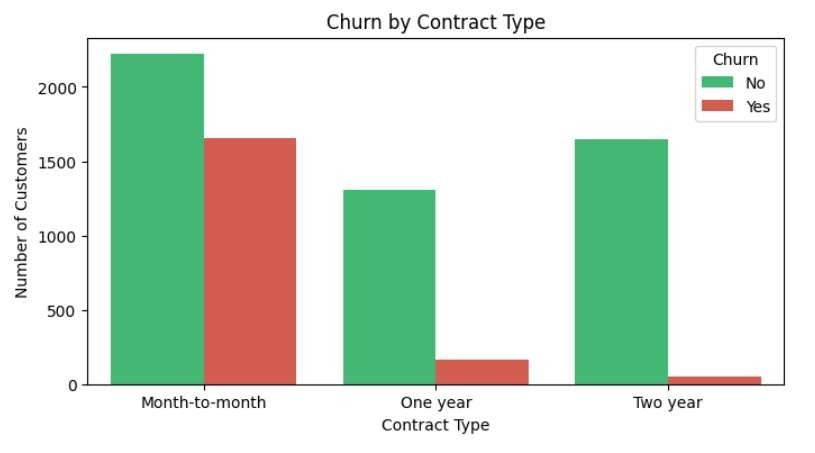 Churn by Contract Type
Churn
No
Yes
Number of Customers
2000
1500
1000
500
0
Month-to-month
One year
Two year
Contract Type